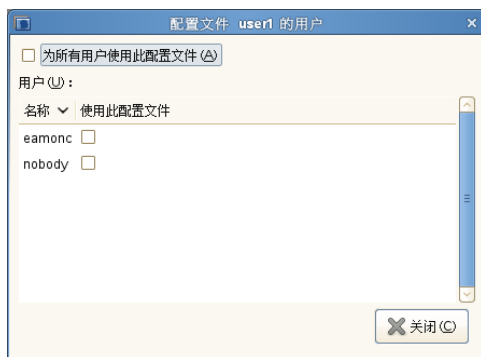 配置文件 user1 的用户
为所有用户使用此配置文件(A)
用户(U)：
名称 使用此配置文件
eamonc
nobody
关闭(C)